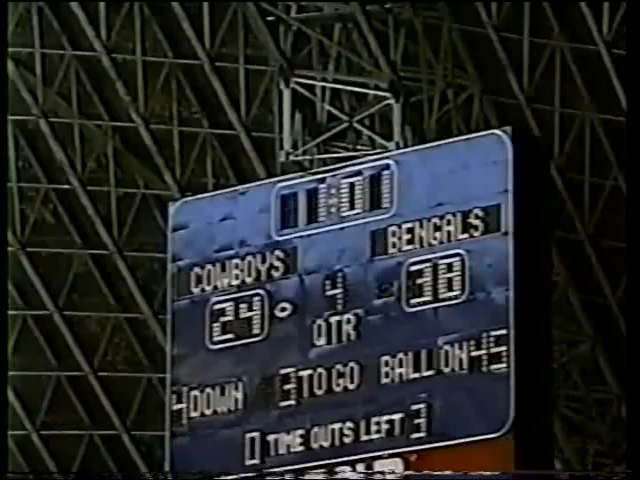 COWBOYS BENGALS
24 4 38
QTR
4 DOWN 3 TO GO BALL ON 45
0 TIME OUTS LEFT 3